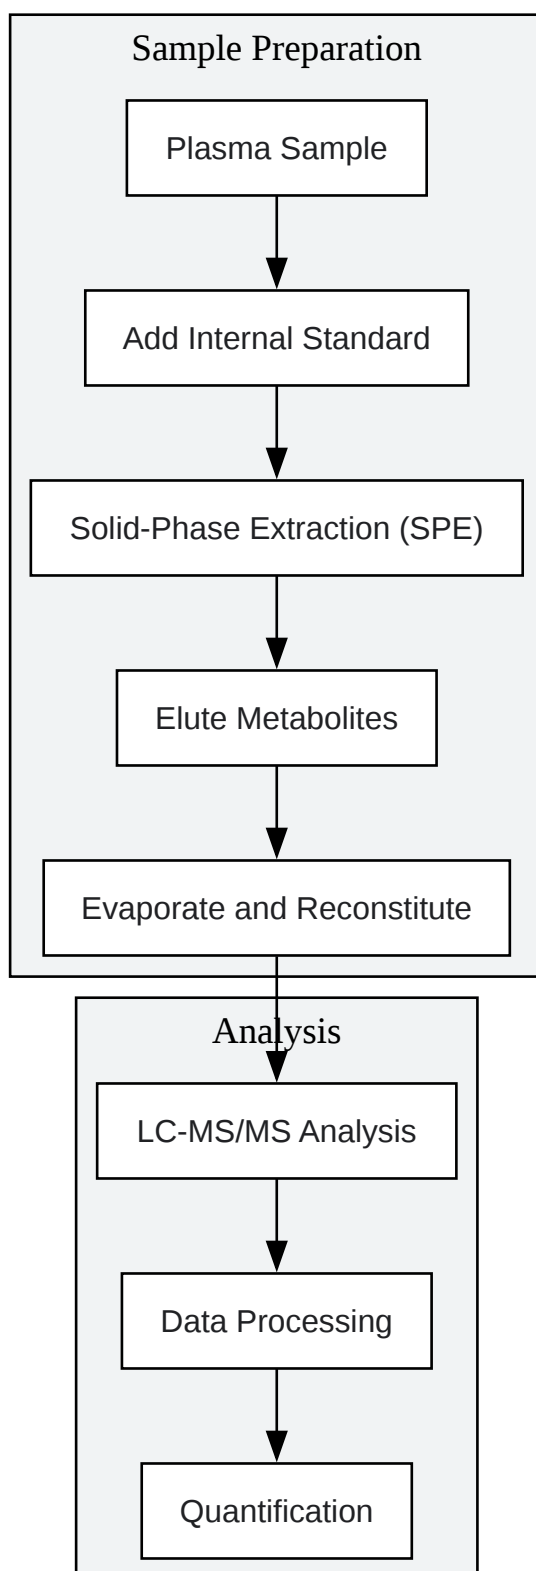 Sample Preparation
Plasma Sample
Add Internal Standard
Solid-Phase Extraction (SPE)
Elute Metabolites
Evaporate and Reconstitute
Analysis
LC-MS/MS Analysis
Data Processing
Quantification